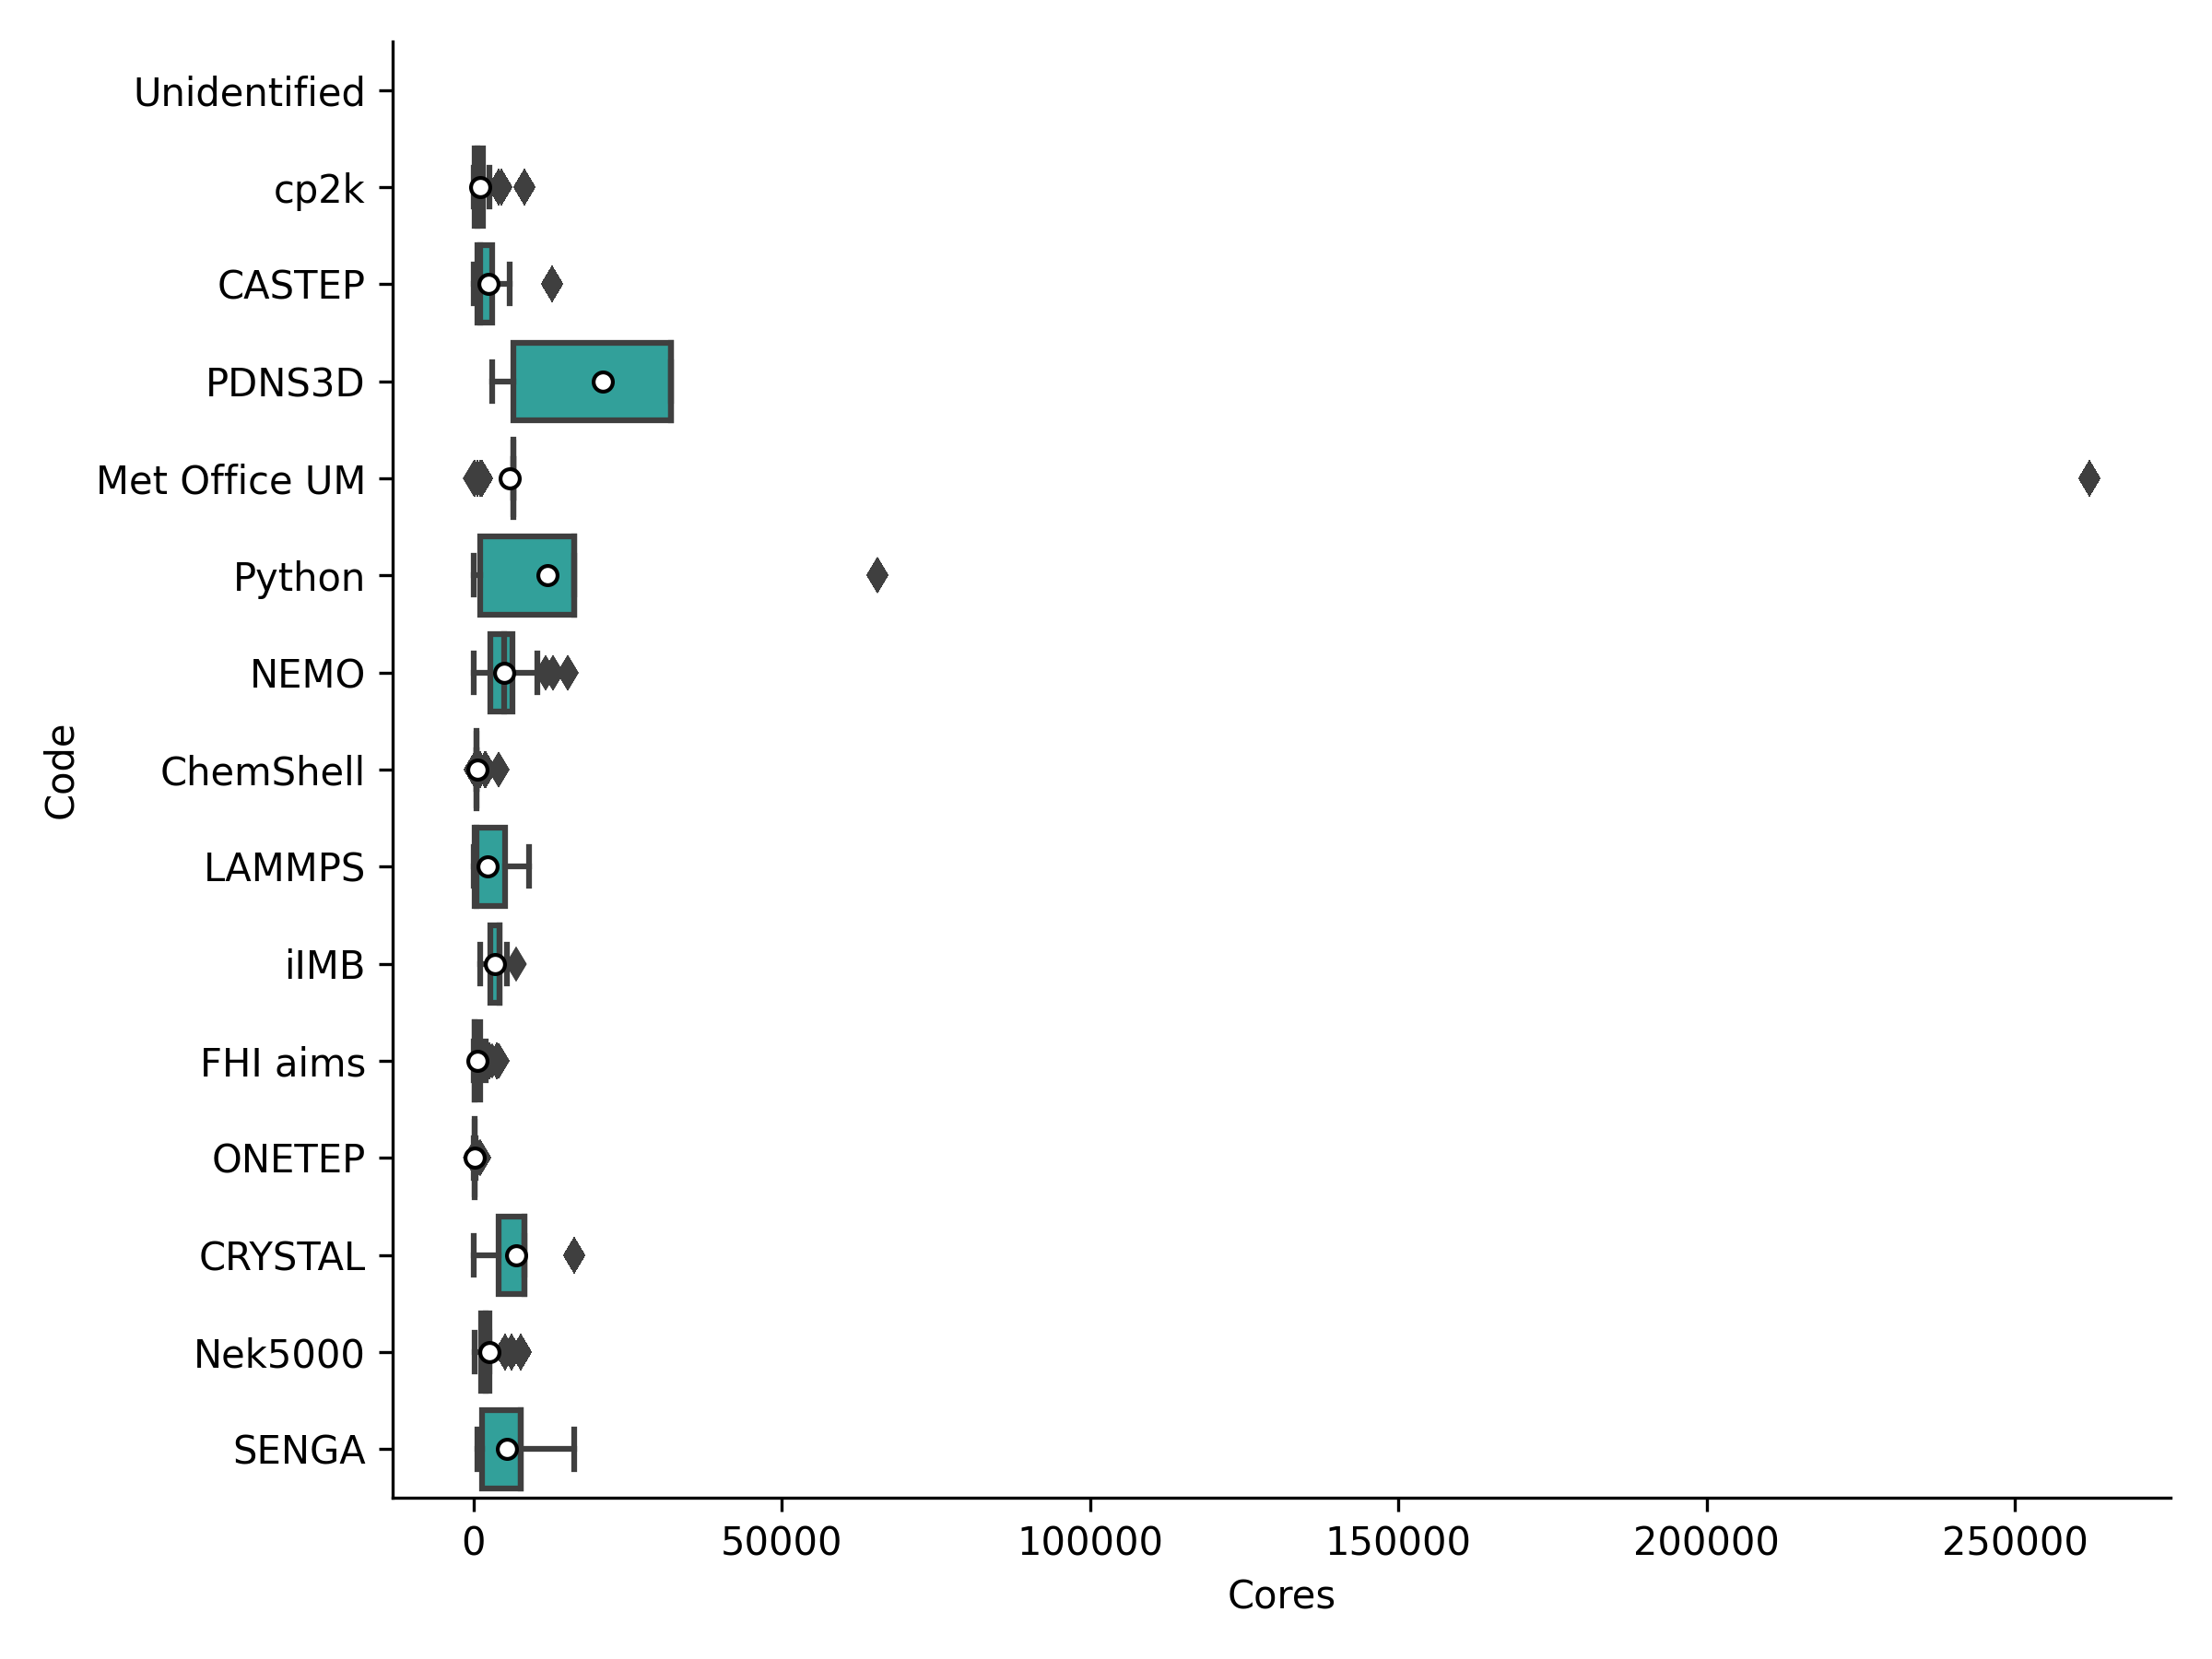 Unidentified
cp2k
CASTEP
PDNS3D
Met Office UM
Python
NEMO
ChemShell
LAMMPS
iIMB
FHI aims
ONETEP
CRYSTAL
Nek5000
SENGA
Code
0 50000 100000 150000 200000 250000
Cores